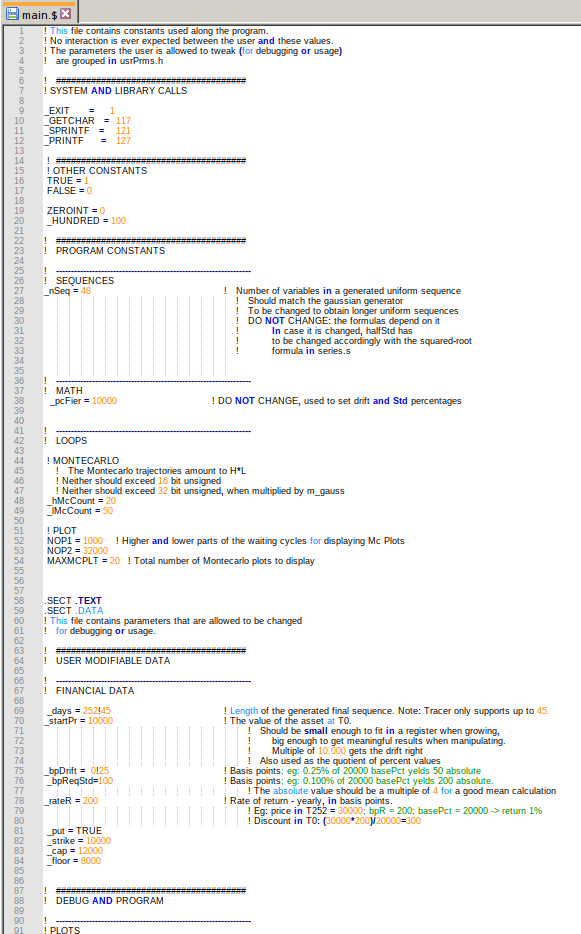 main.$
1 ! This file contains constants used along the program.
2 ! No interaction is ever expected between the user and these values.
3 ! The parameters the user is allowed to tweak (for debugging or usage)
4 ! are grouped in usrPrms.h
5
6 ! ######################################
7 ! SYSTEM AND LIBRARY CALLS
8
9 _EXIT = 1
10 _GETCHAR = 117
11 _SPRINTF = 121
12 _PRINTF = 127
13
14 ! ######################################
15 ! OTHER CONSTANTS
16 TRUE = 1
17 FALSE = 0
18
19 ZEROINT = 0
20 _HUNDRED = 100
21
22 ! ######################################
23 ! PROGRAM CONSTANTS
24
25 ! -----------------------------------------------------------------
26 ! SEQUENCES
27 _nSeq = 48 ! Number of variables in a generated uniform sequence
28 ! Should match the gaussian generator
29 ! To be changed to obtain longer uniform sequences
30 ! DO NOT CHANGE: the formulas depend on it
31 ! In case it is changed, halfStd has
32 ! to be changed accordingly with the squared-root
33 ! formula in series.s
34
35
36 ! -----------------------------------------------------------------
37 ! MATH
38 _pcFier = 10000 ! DO NOT CHANGE, used to set drift and Std percentages
39
40
41 ! -----------------------------------------------------------------
42 ! LOOPS
43
44 ! MONTECARLO
45 ! The Montecarlo trajectories amount to H*L
46 ! Neither should exceed 16 bit unsigned
47 ! Neither should exceed 32 bit unsigned, when multiplied by m_gauss
48 _hMcCount = 20
49 _lMcCount = 50
50
51 ! PLOT
52 NOP1 = 1000 ! Higher and lower parts of the waiting cycles for displaying Mc Plots
53 NOP2 = 32000
54 MAXMCPLT = 20 ! Total number of Montecarlo plots to display
55
56
57
58 .SECT .TEXT
59 .SECT .DATA
60 ! This file contains parameters that are allowed to be changed
61 ! for debugging or usage.
62
63 ! ######################################
64 ! USER MODIFIABLE DATA
65
66 ! -----------------------------------------------------------------
67 ! FINANCIAL DATA
68
69 _days = 252!45 ! Length of the generated final sequence. Note: Tracer only supports up to 45.
70 _startPr = 10000 ! The value of the asset at T0.
71 ! Should be small enough to fit in a register when growing,
72 ! big enough to get meaningful results when manipulating.
73 ! Multiple of 10.000 gets the drift right
74 ! Also used as the quotient of percent values
75 _bpDrift = 0!25 ! Basis points; eg: 0.25% of 20000 basePct yields 50 absolute
76 _bpReqStd=100 ! Basis points; eg: 0.100% of 20000 basePct yields 200 absolute.
77 ! The absolute value should be a multiple of 4 for a good mean calculation
78 _rateR = 200 ! Rate of return - yearly, in basis points.
79 ! Eg: price in T252 = 30000; bpR = 200; basePct = 20000 -> return 1%
80 ! Discount in T0: (30000*200)/20000=300
81 _put = TRUE
82 _strike = 10000
83 _cap = 12000
84 _floor = 8000
85
86
87 ! ######################################
88 ! DEBUG AND PROGRAM
89
90 ! -----------------------------------------------------------------
91 ! PLOTS